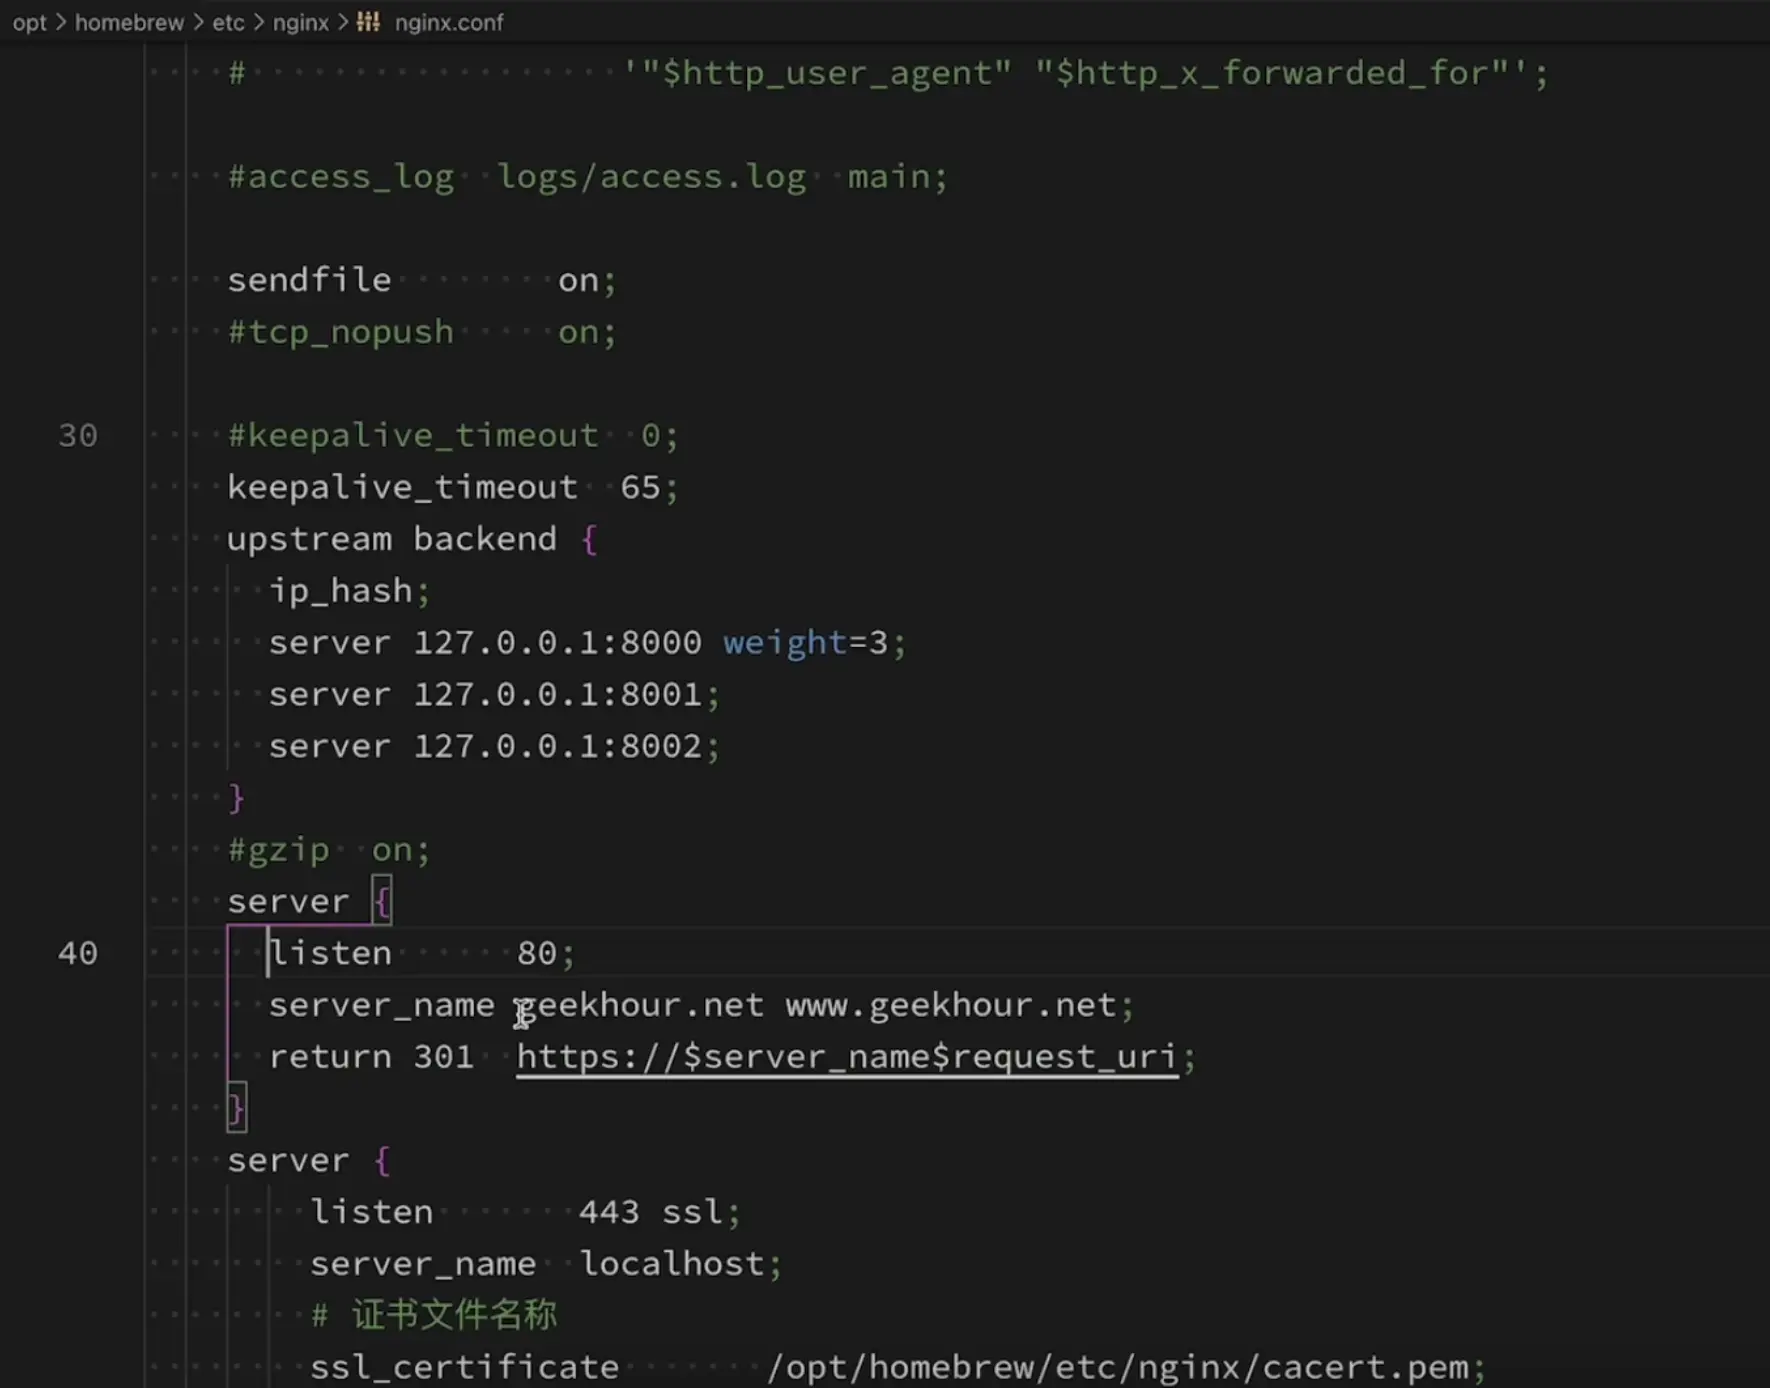 opt > homebrew > etc > nginx > nginx.conf
#                  '"$http_user_agent" "$http_x_forwarded_for"';
#access_log  logs/access.log  main;
sendfile        on;
#tcp_nopush     on;
30 #keepalive_timeout  0;
keepalive_timeout  65;
upstream backend {
ip_hash;
server 127.0.0.1:8000 weight=3;
server 127.0.0.1:8001;
server 127.0.0.1:8002;
}
#gzip  on;
server {
40 listen      80;
server_name geekhour.net www.geekhour.net;
return 301  https://$server_name$request_uri;
}
server {
listen       443 ssl;
server_name  localhost;
# 证书文件名称
ssl_certificate       /opt/homebrew/etc/nginx/cacert.pem;